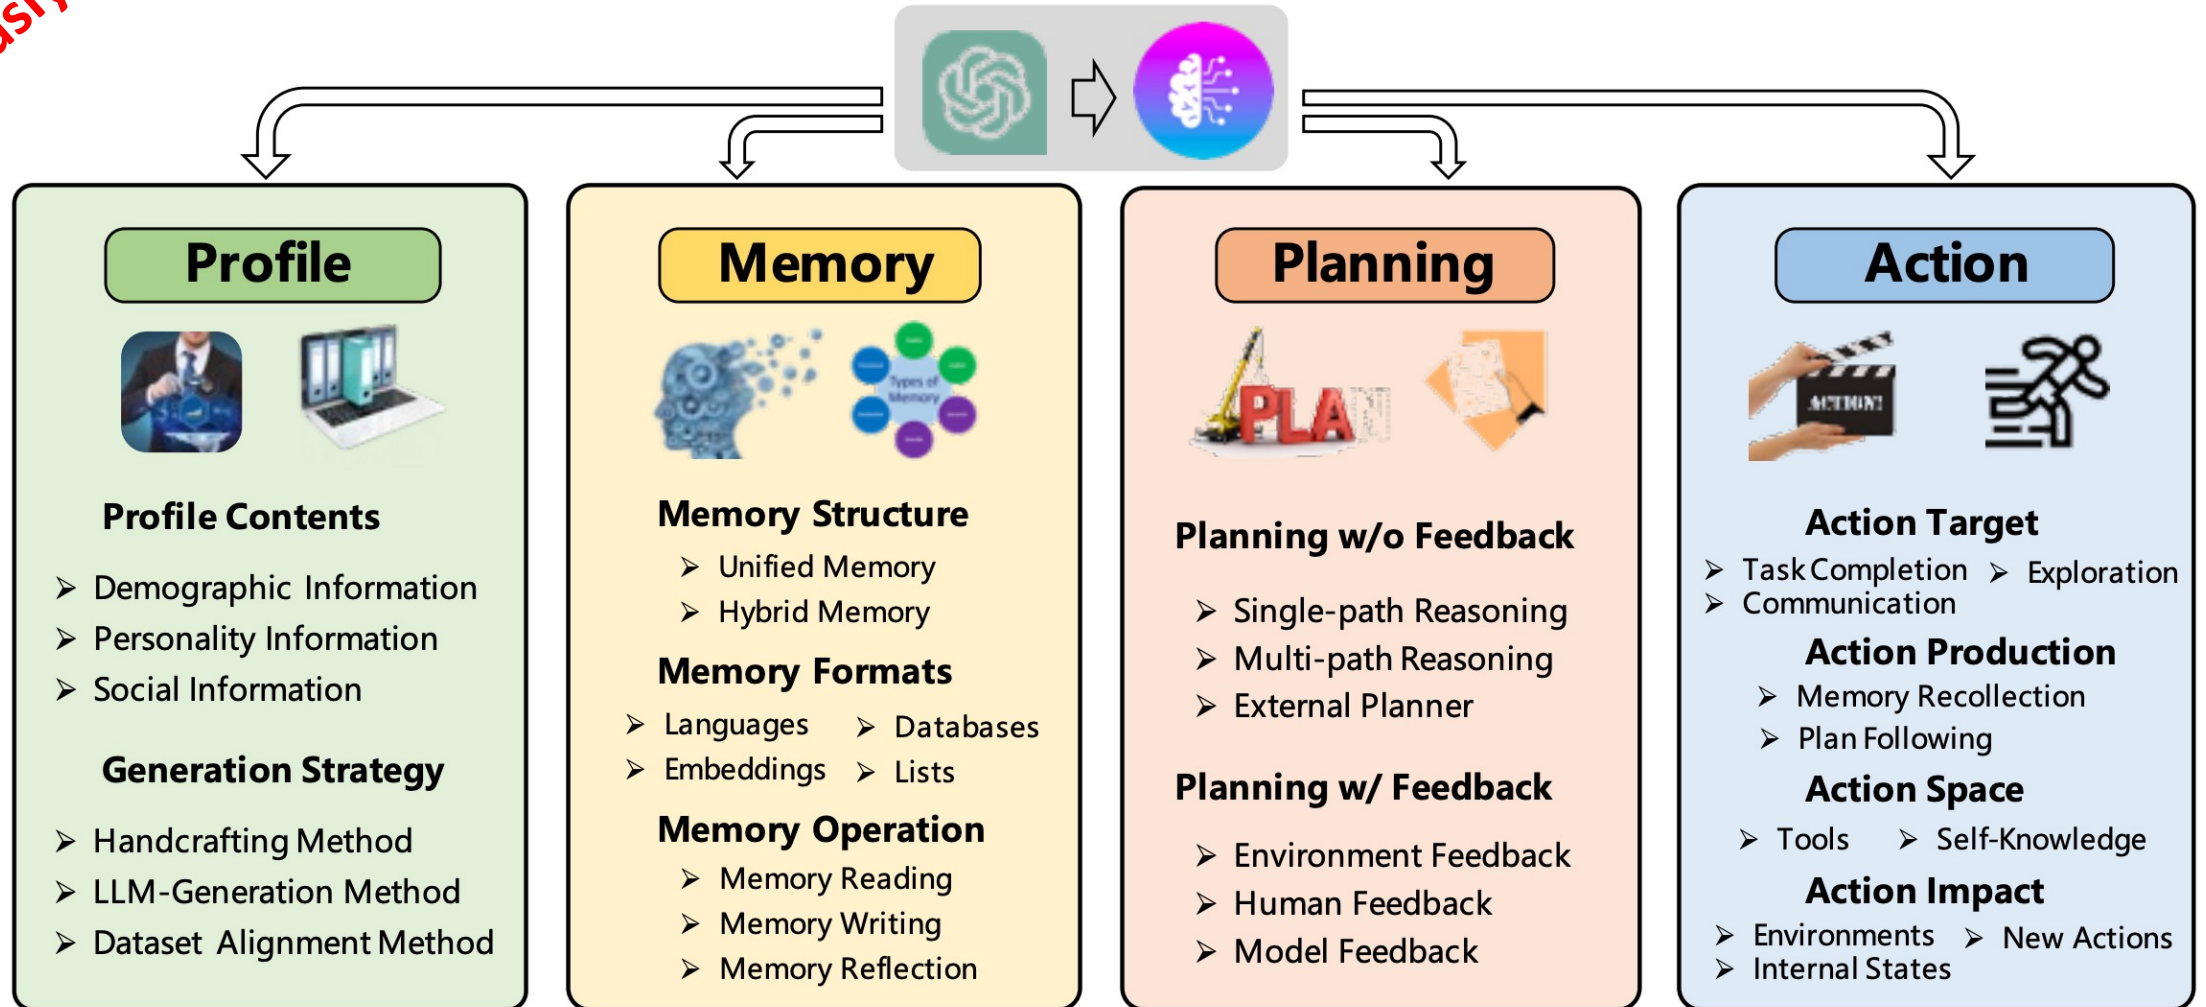 Profile
Profile Contents
➢ Demographic Information
➢ Personality Information
➢ Social Information
Generation Strategy
➢ Handcrafting Method
➢ LLM-Generation Method
➢ Dataset Alignment Method
Memory
Types of
Memory
Memory Structure
➢ Unified Memory
➢ Hybrid Memory
Memory Formats
➢ Languages ➢ Databases
➢ Embeddings ➢ Lists
Memory Operation
➢ Memory Reading
➢ Memory Writing
➢ Memory Reflection
Planning
PLAN
Planning w/o Feedback
➢ Single-path Reasoning
➢ Multi-path Reasoning
➢ External Planner
Planning w/ Feedback
➢ Environment Feedback
➢ Human Feedback
➢ Model Feedback
Action
ACTION!
Action Target
➢ Task Completion ➢ Exploration
➢ Communication
Action Production
➢ Memory Recollection
➢ Plan Following
Action Space
➢ Tools ➢ Self-Knowledge
Action Impact
➢ Environments ➢ New Actions
➢ Internal States